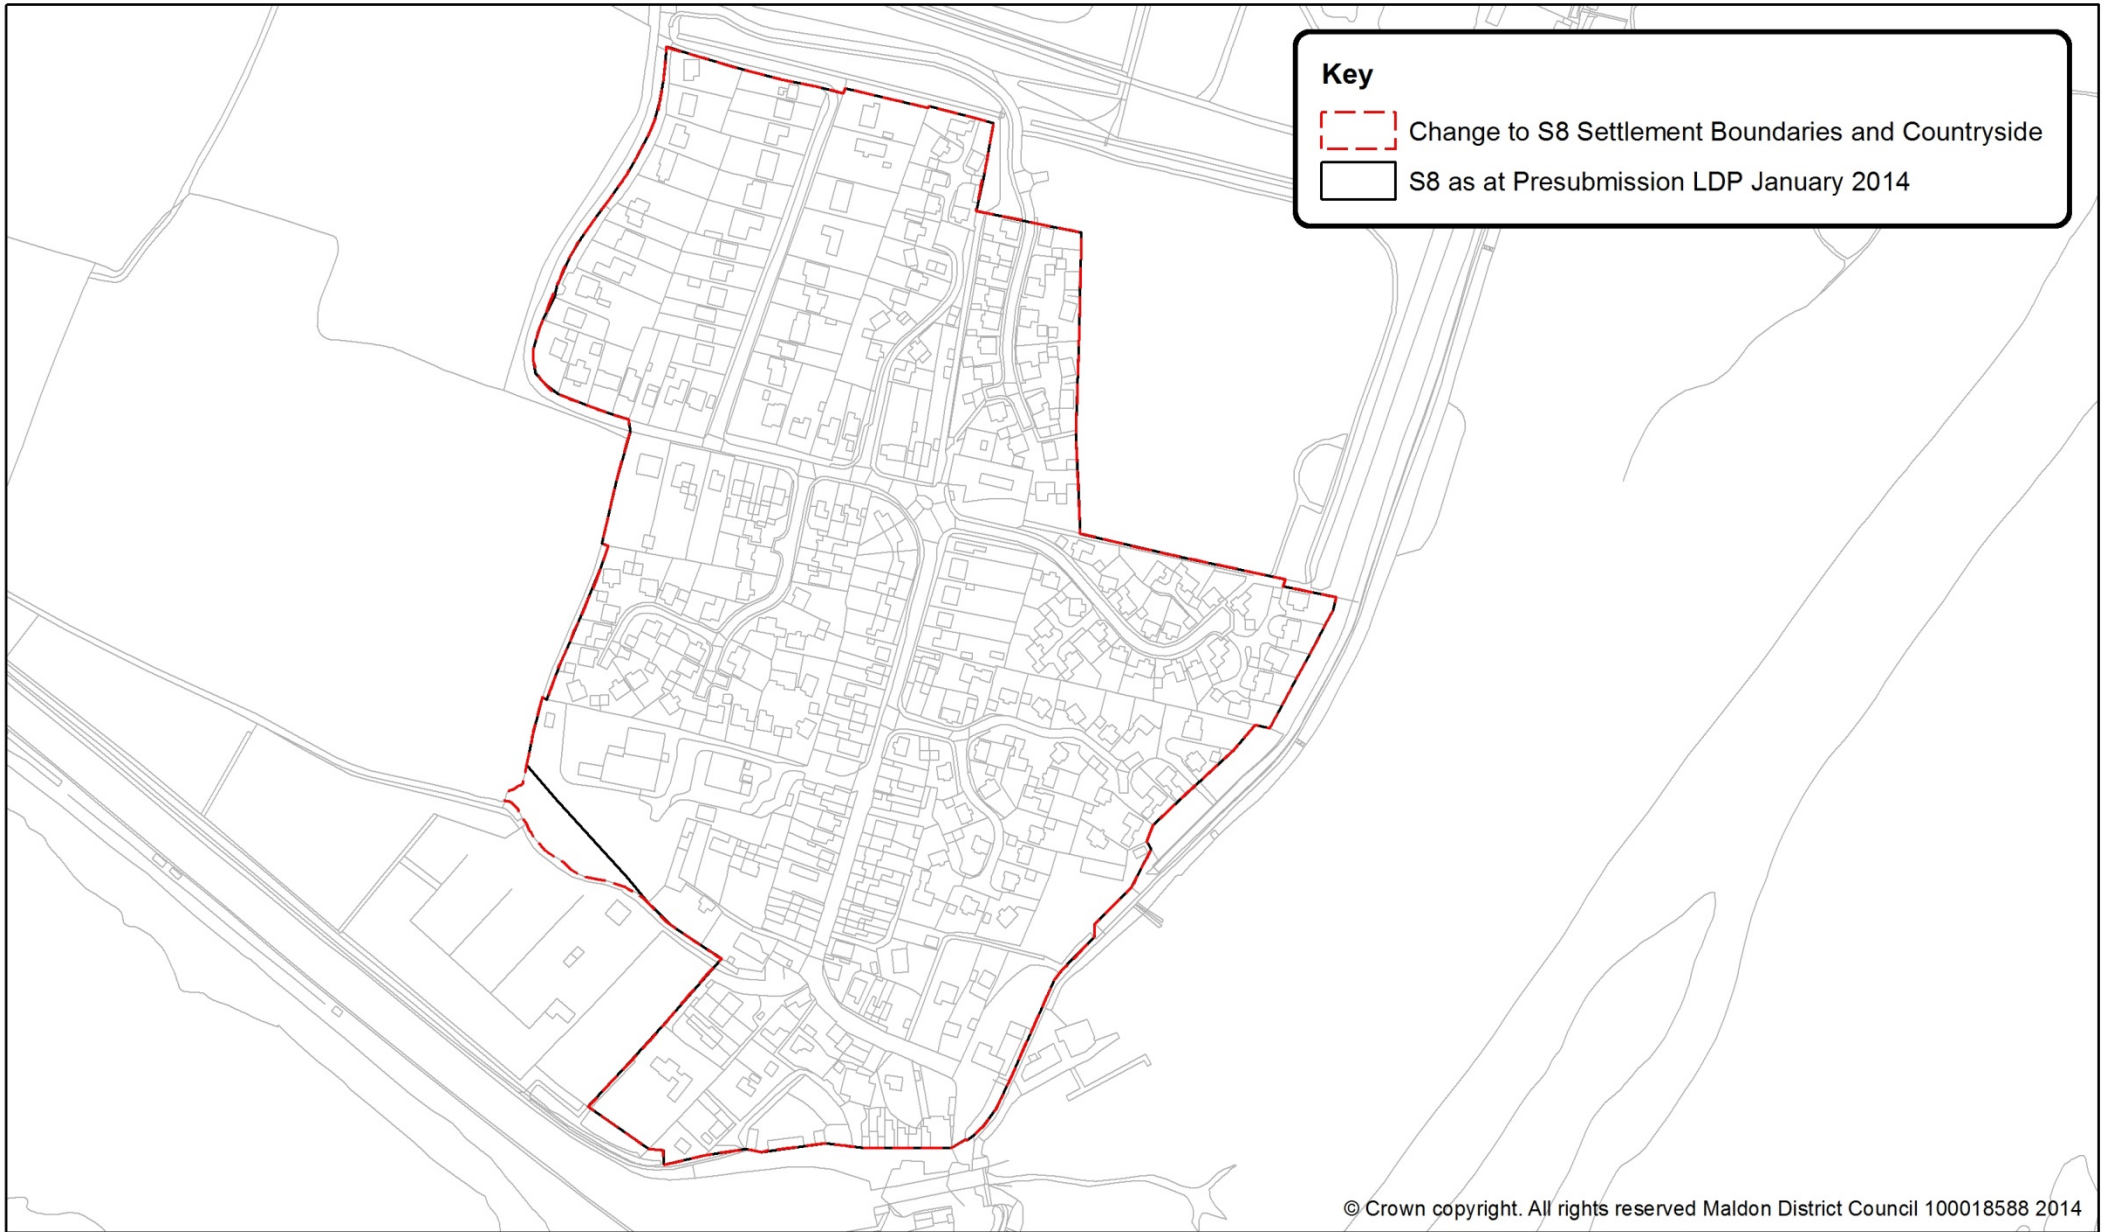 Key
Change to S8 Settlement Boundaries and Countryside
S8 as at Presubmission LDP January 2014
© Crown copyright. All rights reserved Maldon District Council 100018588 2014